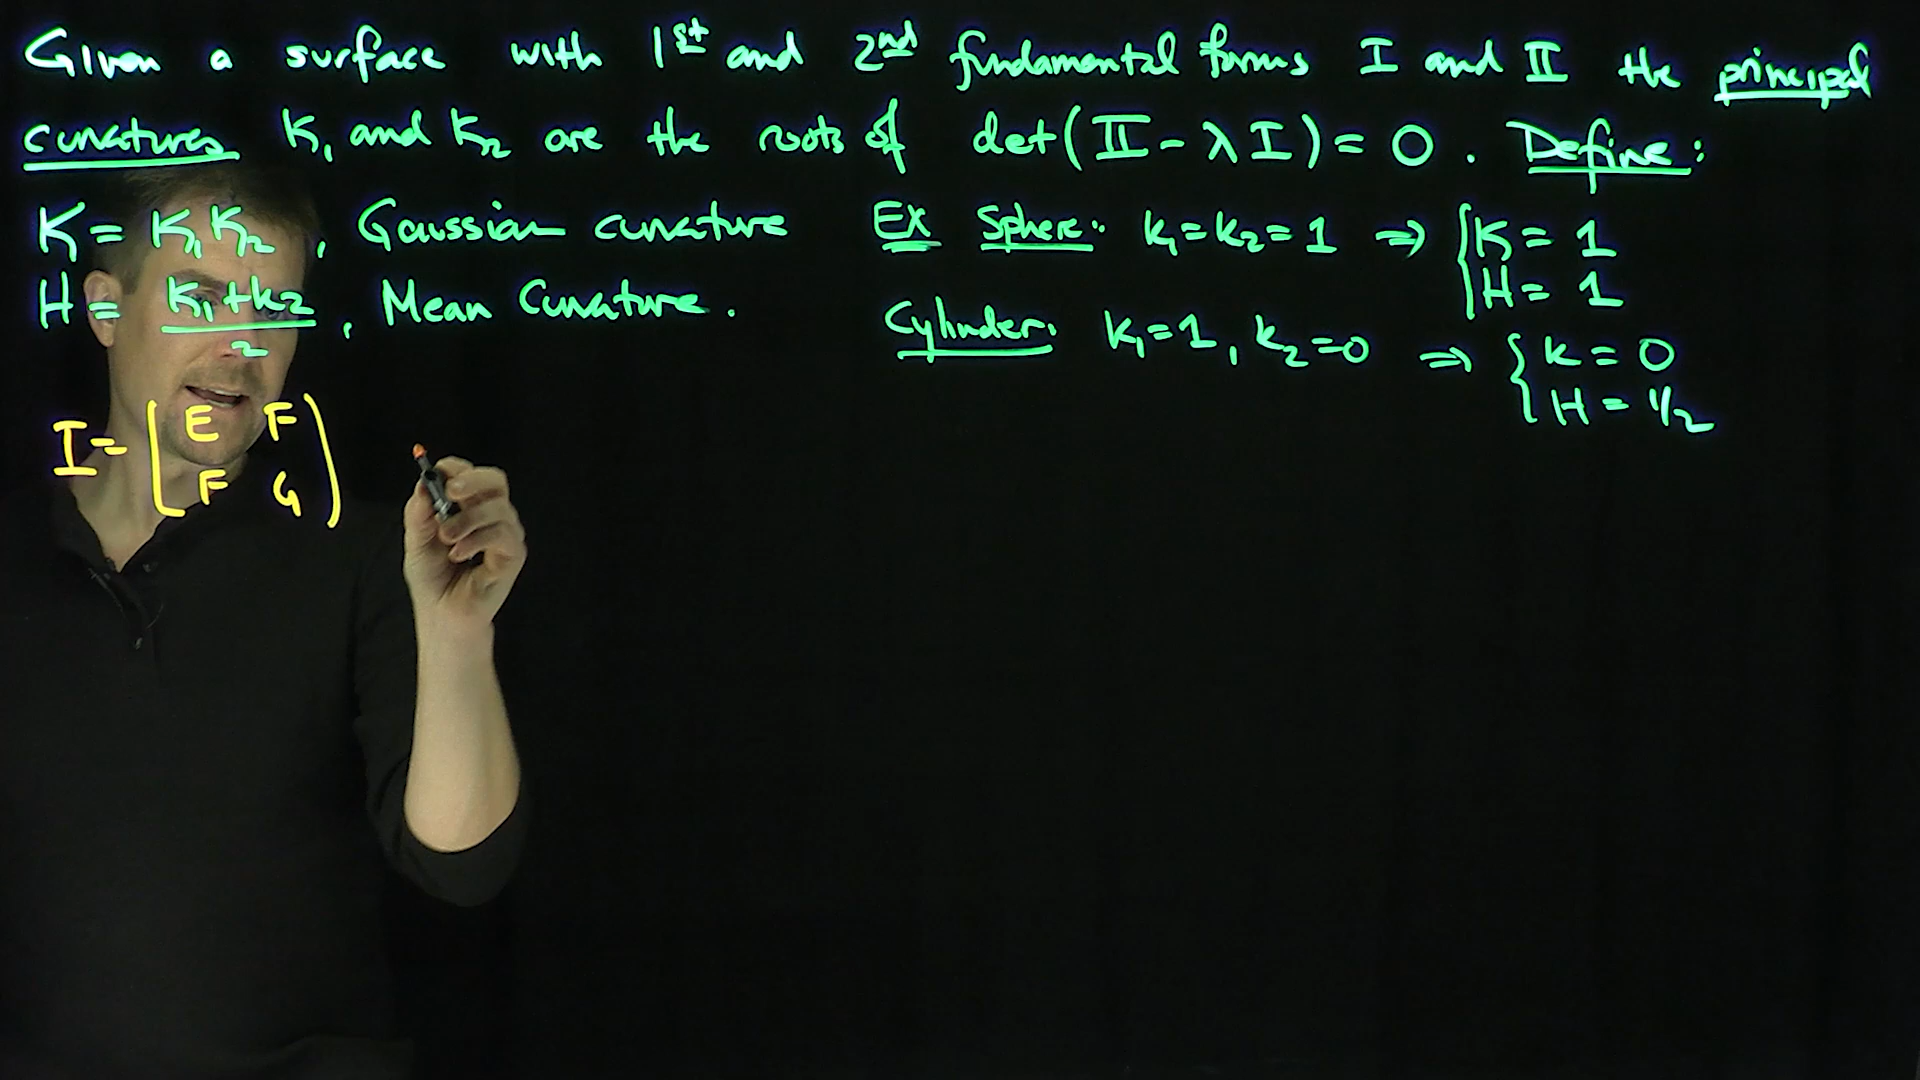 Given a surface with 1st and 2nd fundamental forms I and II the principal
curvatures K₁ and K₂ are the roots of det(II - λI) = 0. Define:
K = K₁K₂, Gaussian curvature
H = (K₁+k₂)/2, Mean Curvature.
EX Sphere: k₁=k₂=1 ⇒ { K = 1
H = 1
Cylinder: k₁=1, k₂=0 ⇒ { k = 0
H = 1/2
I = ( E F
F G )